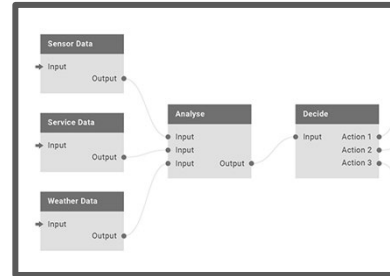 Sensor Data
Input
Output
Service Data
Input
Output
Weather Data
Input
Output
Analyse
Input
Input
Input Output
Decide
Input Action 1
Action 2
Action 3